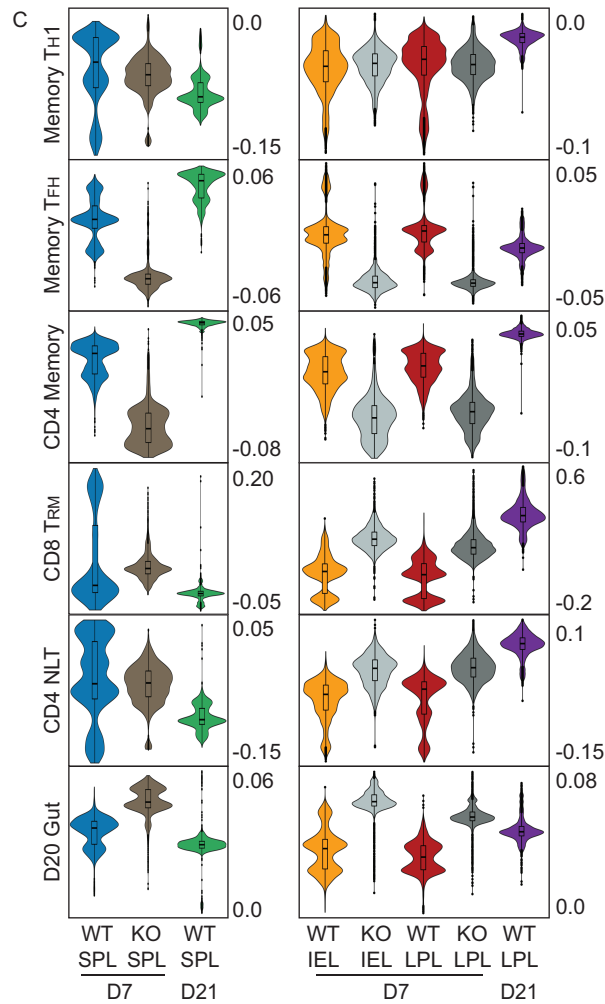 C
Memory TH1
0.0
-0.15
0.0
-0.1
Memory TFH
0.06
-0.06
0.05
-0.05
CD4 Memory
0.05
-0.08
0.05
-0.1
CD8 TRM
0.20
-0.05
0.6
-0.2
CD4 NLT
0.05
-0.15
0.1
-0.15
D20 Gut
0.06
0.0
0.08
0.0
WT KO WT WT KO WT KO WT
SPL SPL SPL IEL IEL LPL LPL LPL
D7 D21 D7 D21